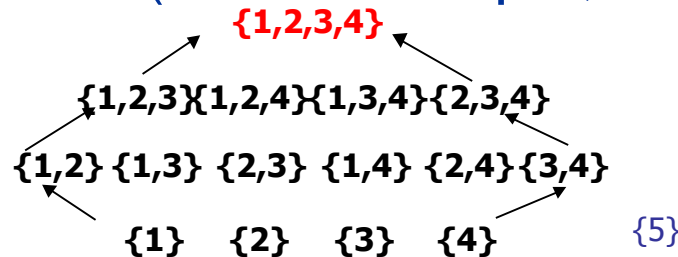 {1,2,3,4}
{1,2,3}{1,2,4}{1,3,4}{2,3,4}
{1,2} {1,3} {2,3} {1,4} {2,4} {3,4}
{1} {2} {3} {4} {5}